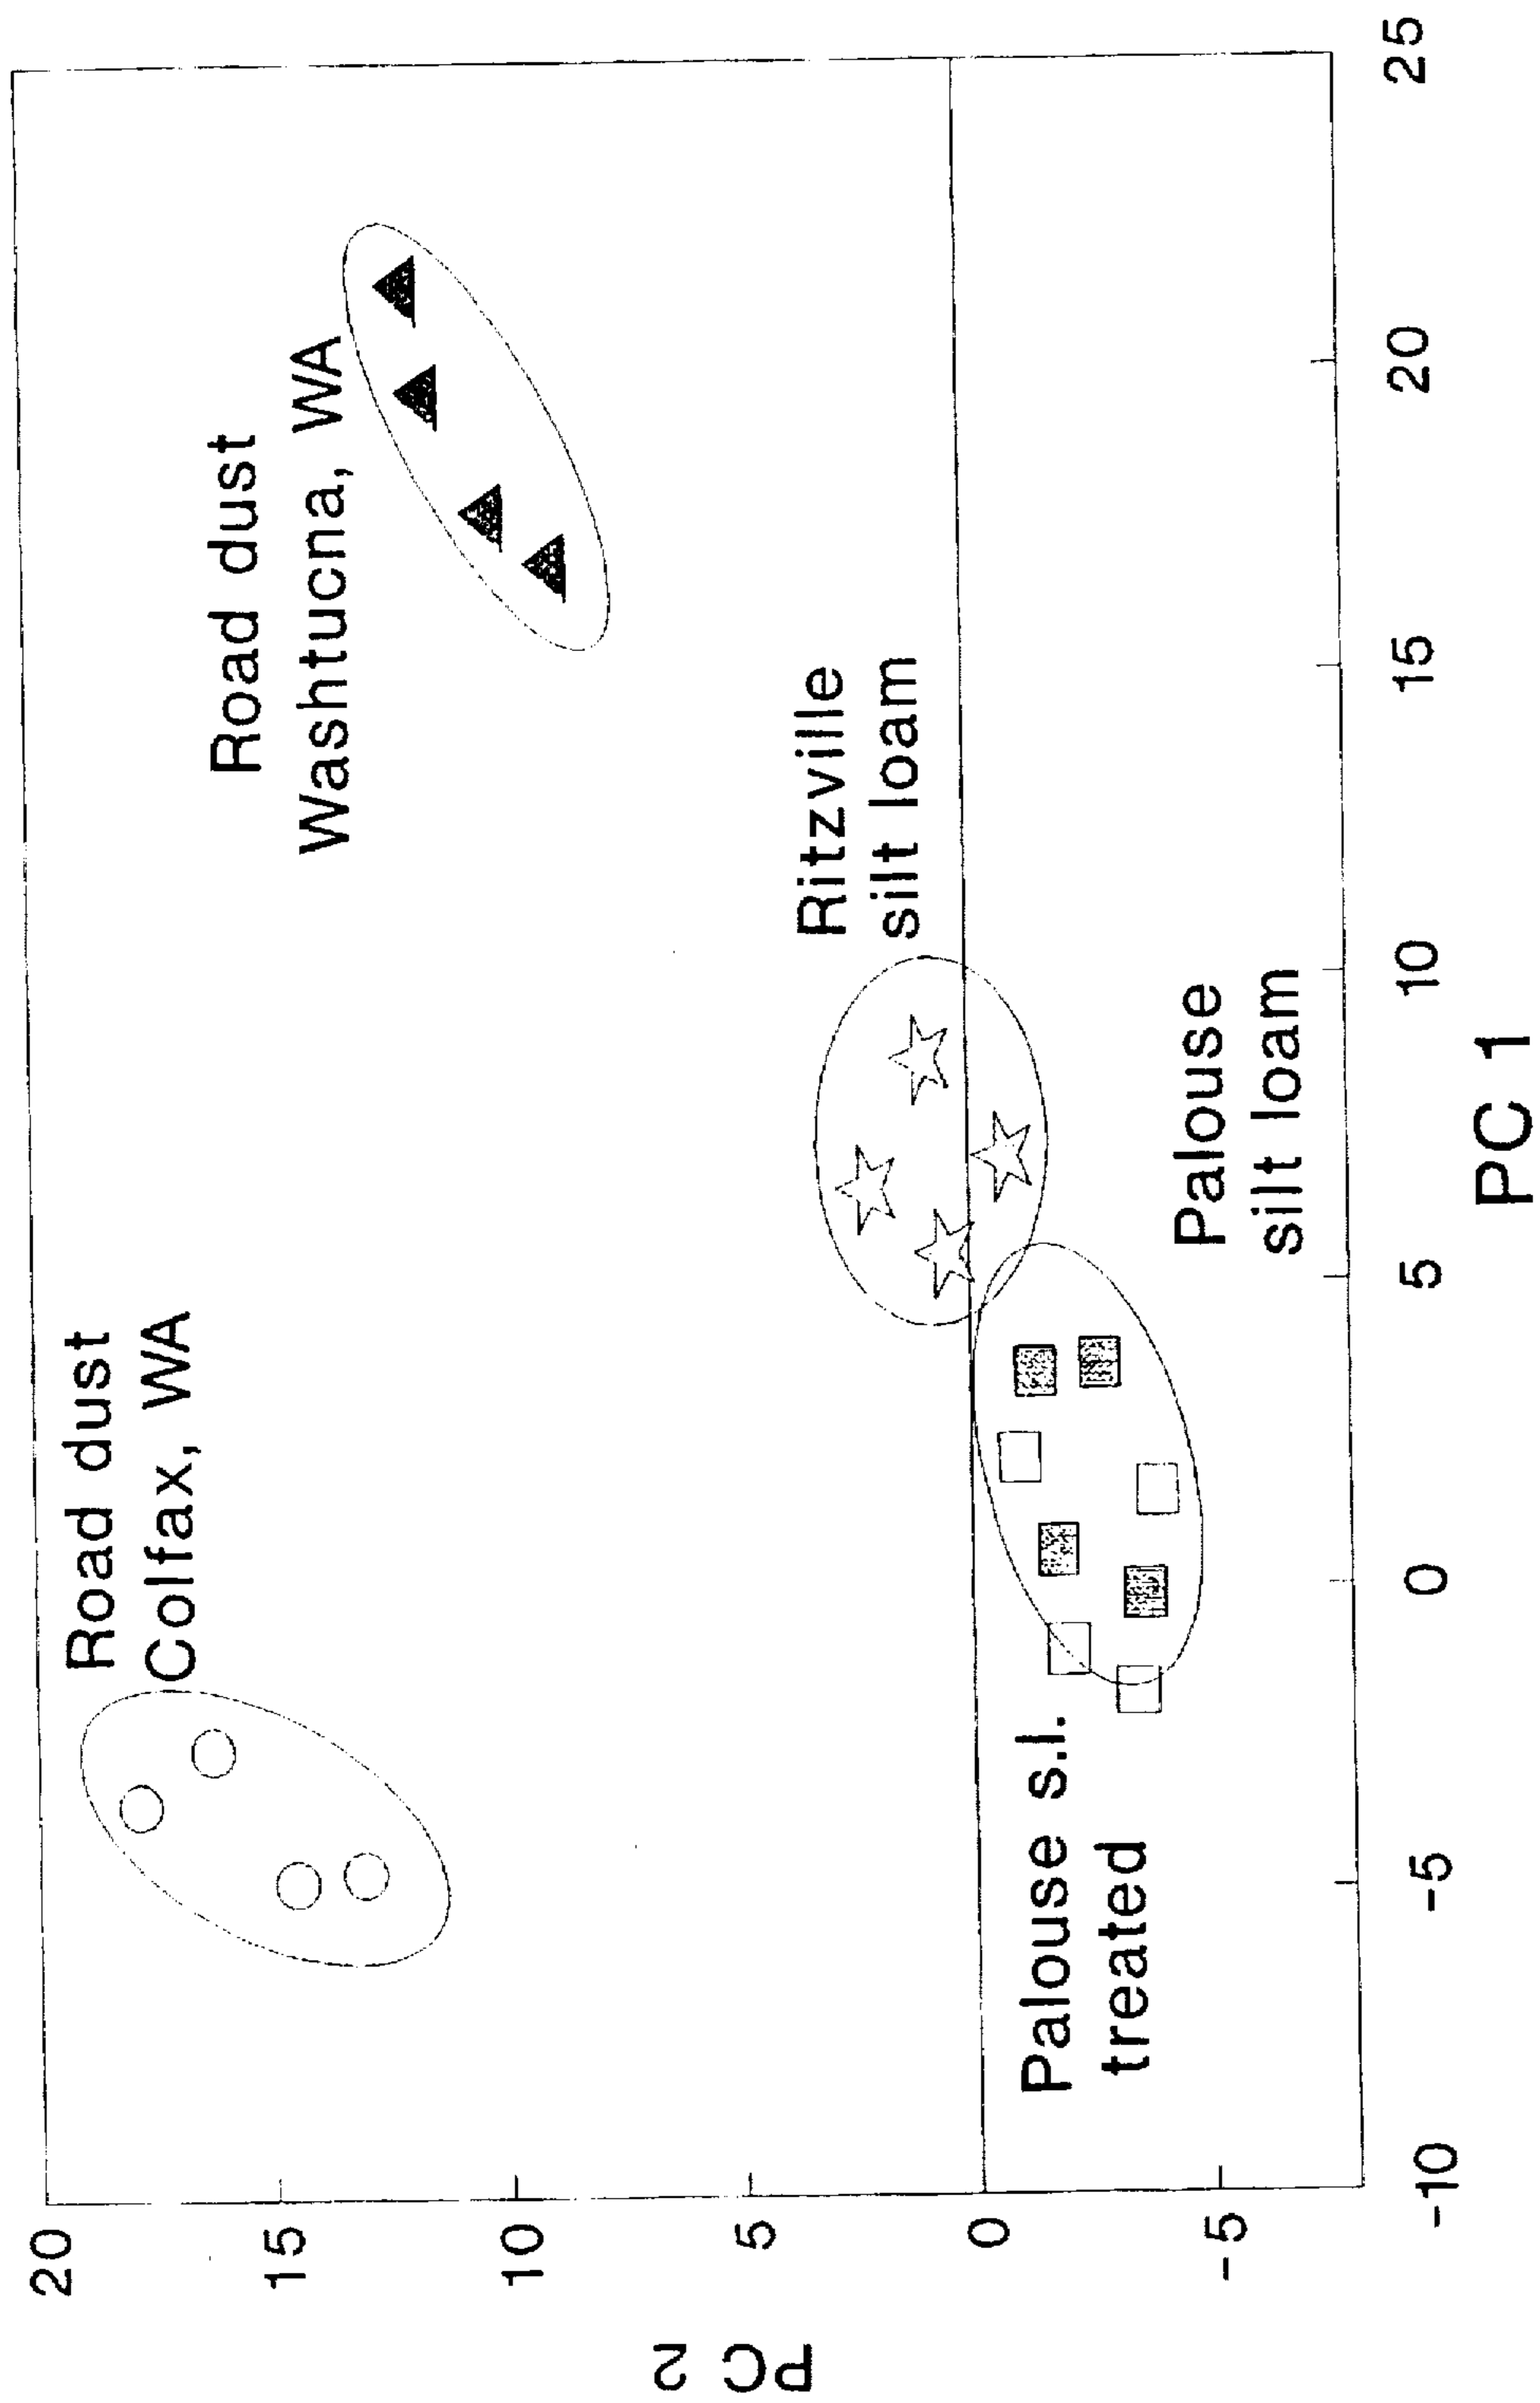 Road dust
Colfax, WA
Road dust
Washtucna, WA
Ritzville
silt loam
Palouse
silt loam
Palouse s.l.
treated
PC 2
20
15
10
5
0
-5
-10
-5
0
5
10
15
20
25
PC 1